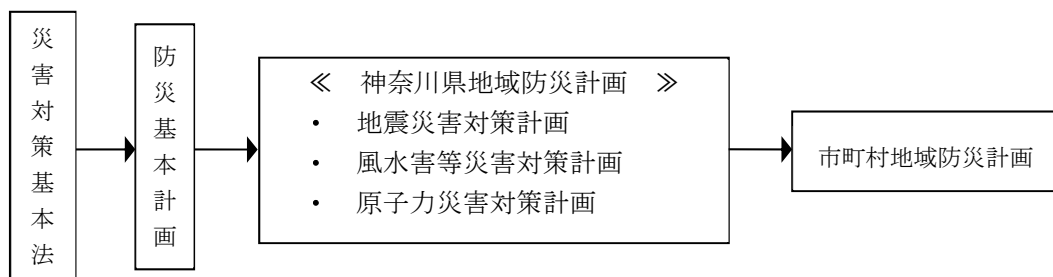 災害対策基本法
防災基本計画
≪ 神奈川県地域防災計画 ≫
・ 地震災害対策計画
・ 風水害等災害対策計画
・ 原子力災害対策計画
市町村地域防災計画